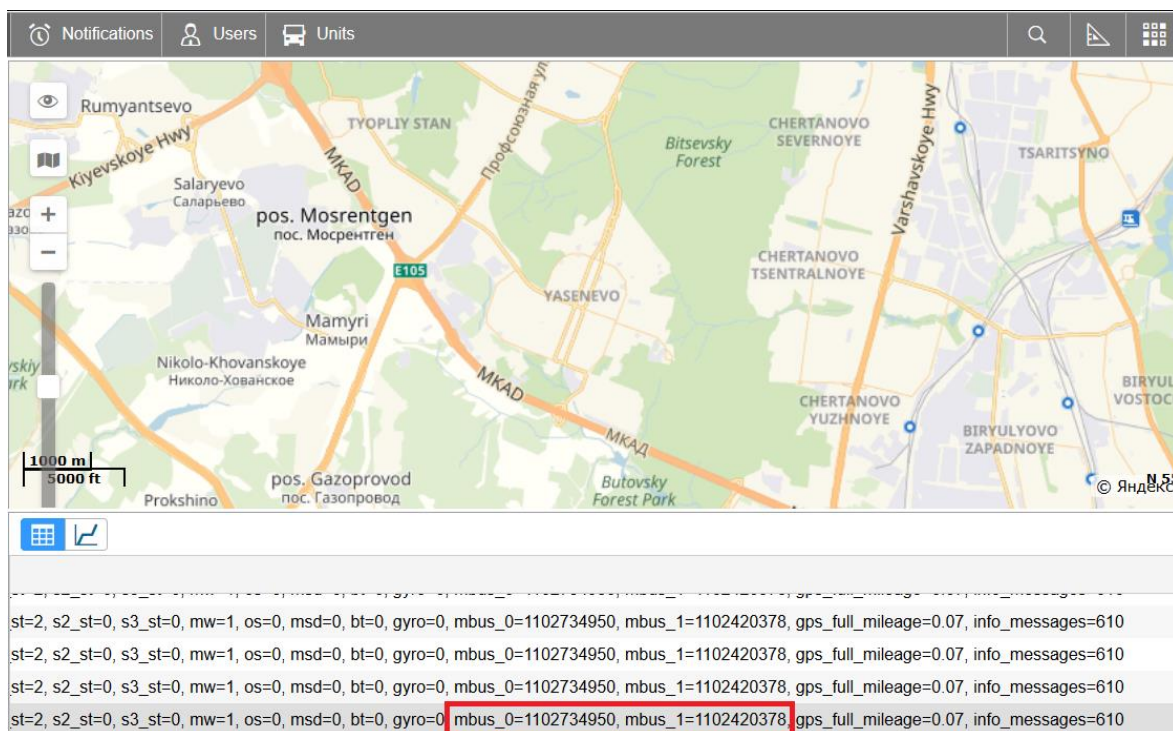 Notifications Users Units
Rumyantsevo
Kiyevskoye Hwy
TYOPLIY STAN
Профсоюзная ул
Bitsevsky
Forest
CHERTANOVO
SEVERNOYE
Varshavskoye Hwy
TSARITSYNO
MKAD
Salaryevo
Саларьево
pos. Mosrentgen
пос. Мосрентген
E105
CHERTANOVO
TSENTRALNOYE
YASENEVO
Mamyri
Мамыри
Nikolo-Khovanskoye
Николо-Хованское
MKAD
МКАД
CHERTANOVO
YUZHNOYE
BIRYUL
VOSTOC
BIRYULYOVO
ZAPADNOYE
1000 m
5000 ft
Prokshino
pos. Gazoprovod
пос. Газопровод
Butovsky
Forest Park
© Яндекс
N 55
st=2, s2_st=0, s3_st=0, mw=1, os=0, msd=0, bt=0, gyro=0, mbus_0=1102734950, mbus_1=1102420378, gps_full_mileage=0.07, info_messages=610
st=2, s2_st=0, s3_st=0, mw=1, os=0, msd=0, bt=0, gyro=0, mbus_0=1102734950, mbus_1=1102420378, gps_full_mileage=0.07, info_messages=610
st=2, s2_st=0, s3_st=0, mw=1, os=0, msd=0, bt=0, gyro=0, mbus_0=1102734950, mbus_1=1102420378, gps_full_mileage=0.07, info_messages=610
st=2, s2_st=0, s3_st=0, mw=1, os=0, msd=0, bt=0, gyro=0 mbus_0=1102734950, mbus_1=1102420378, gps_full_mileage=0.07, info_messages=610